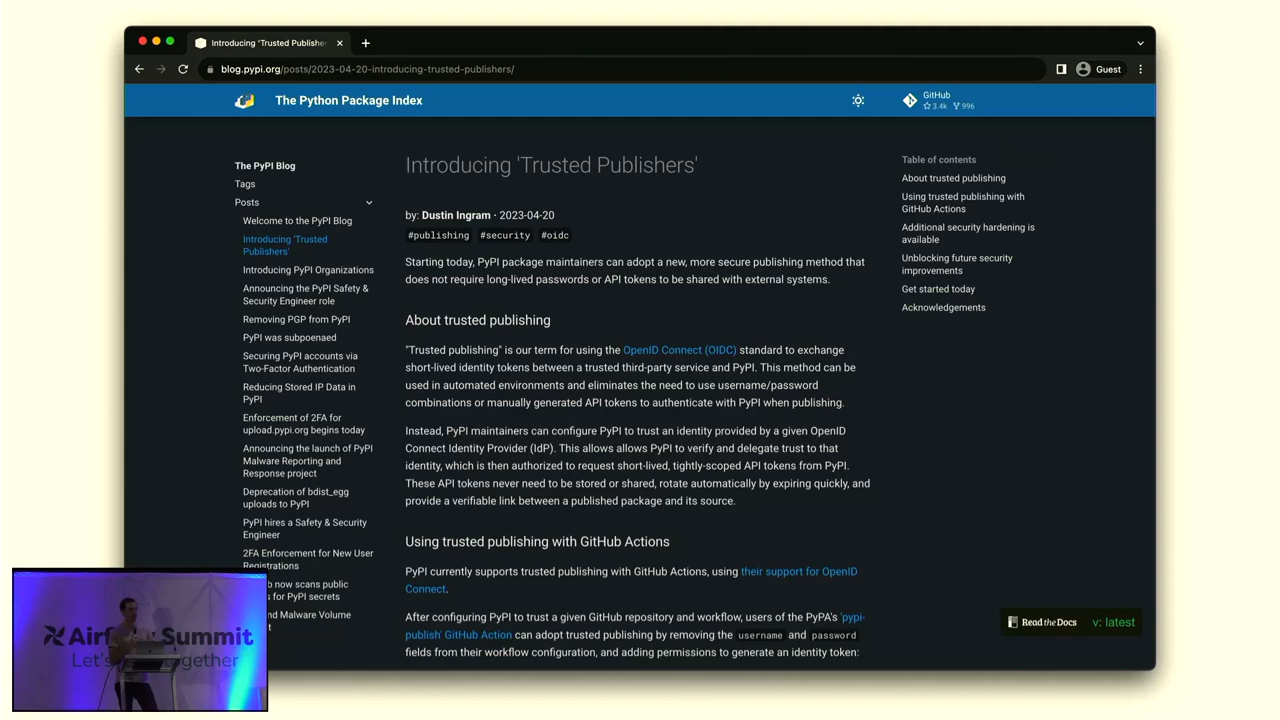 Introducing 'Trusted Publishe
blog.pypi.org/posts/2023-04-20-introducing-trusted-publishers/
Guest
The Python Package Index
GitHub
3.4k 996
The PyPI Blog
Tags
Posts
Welcome to the PyPI Blog
Introducing 'Trusted
Publishers'
Introducing PyPI Organizations
Announcing the PyPI Safety &
Security Engineer role
Removing PGP from PyPI
PyPI was subpoenaed
Securing PyPI accounts via
Two-Factor Authentication
Reducing Stored IP Data in
PyPI
Enforcement of 2FA for
upload.pypi.org begins today
Announcing the launch of PyPI
Malware Reporting and
Response project
Deprecation of bdist_egg
uploads to PyPI
PyPI hires a Safety & Security
Engineer
2FA Enforcement for New User
Registrations
b now scans public
s for PyPI secrets
nd Malware Volume
Introducing 'Trusted Publishers'
by: Dustin Ingram · 2023-04-20
#publishing #security #oidc
Starting today, PyPI package maintainers can adopt a new, more secure publishing method that
does not require long-lived passwords or API tokens to be shared with external systems.
About trusted publishing
"Trusted publishing" is our term for using the OpenID Connect (OIDC) standard to exchange
short-lived identity tokens between a trusted third-party service and PyPI. This method can be
used in automated environments and eliminates the need to use username/password
combinations or manually generated API tokens to authenticate with PyPI when publishing.
Instead, PyPI maintainers can configure PyPI to trust an identity provided by a given OpenID
Connect Identity Provider (IdP). This allows allows PyPI to verify and delegate trust to that
identity, which is then authorized to request short-lived, tightly-scoped API tokens from PyPI.
These API tokens never need to be stored or shared, rotate automatically by expiring quickly, and
provide a verifiable link between a published package and its source.
Using trusted publishing with GitHub Actions
PyPI currently supports trusted publishing with GitHub Actions, using their support for OpenID
Connect.
After configuring PyPI to trust a given GitHub repository and workflow, users of the PyPA's 'pypi-
publish' GitHub Action can adopt trusted publishing by removing the username and password
fields from their workflow configuration, and adding permissions to generate an identity token:
Table of contents
About trusted publishing
Using trusted publishing with
GitHub Actions
Additional security hardening is
available
Unblocking future security
improvements
Get started today
Acknowledgements
Read the Docs v: latest
Airf Summit
Let's gether